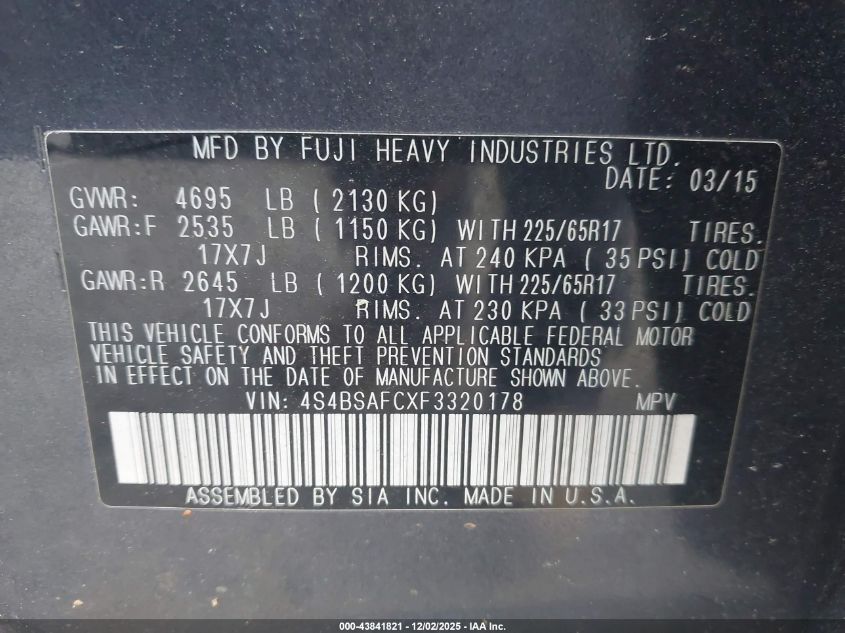 MFD BY FUJI HEAVY INDUSTRIES LTD.
DATE: 03/15
GVWR: 4695 LB ( 2130 KG)
GAWR:F 2535 LB ( 1150 KG) WITH 225/65R17 TIRES.
17X7J RIMS. AT 240 KPA ( 35 PSI) COLD
GAWR:R 2645 LB ( 1200 KG) WITH 225/65R17 TIRES.
17X7J RIMS. AT 230 KPA ( 33 PSI) COLD
THIS VEHICLE CONFORMS TO ALL APPLICABLE FEDERAL MOTOR
VEHICLE SAFETY AND THEFT PREVENTION STANDARDS
IN EFFECT ON THE DATE OF MANUFACTURE SHOWN ABOVE.
VIN: 4S4BSAFCXF3320178 MPV
ASSEMBLED BY SIA INC. MADE IN U.S.A.
000-43841821 - 12/02/2025 - IAA Inc.